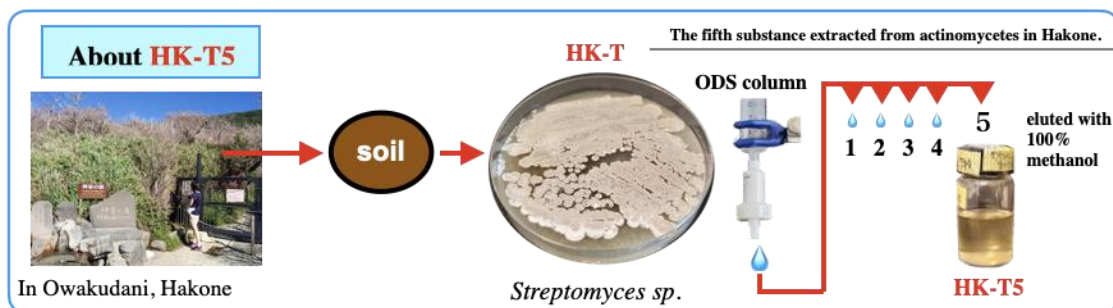 About HK-T5
The fifth substance extracted from actinomycetes in Hakone.
HK-T
ODS column
soil
1 2 3 4 5
eluted with
100%
methanol
In Owakudani, Hakone
Streptomyces sp.
HK-T5